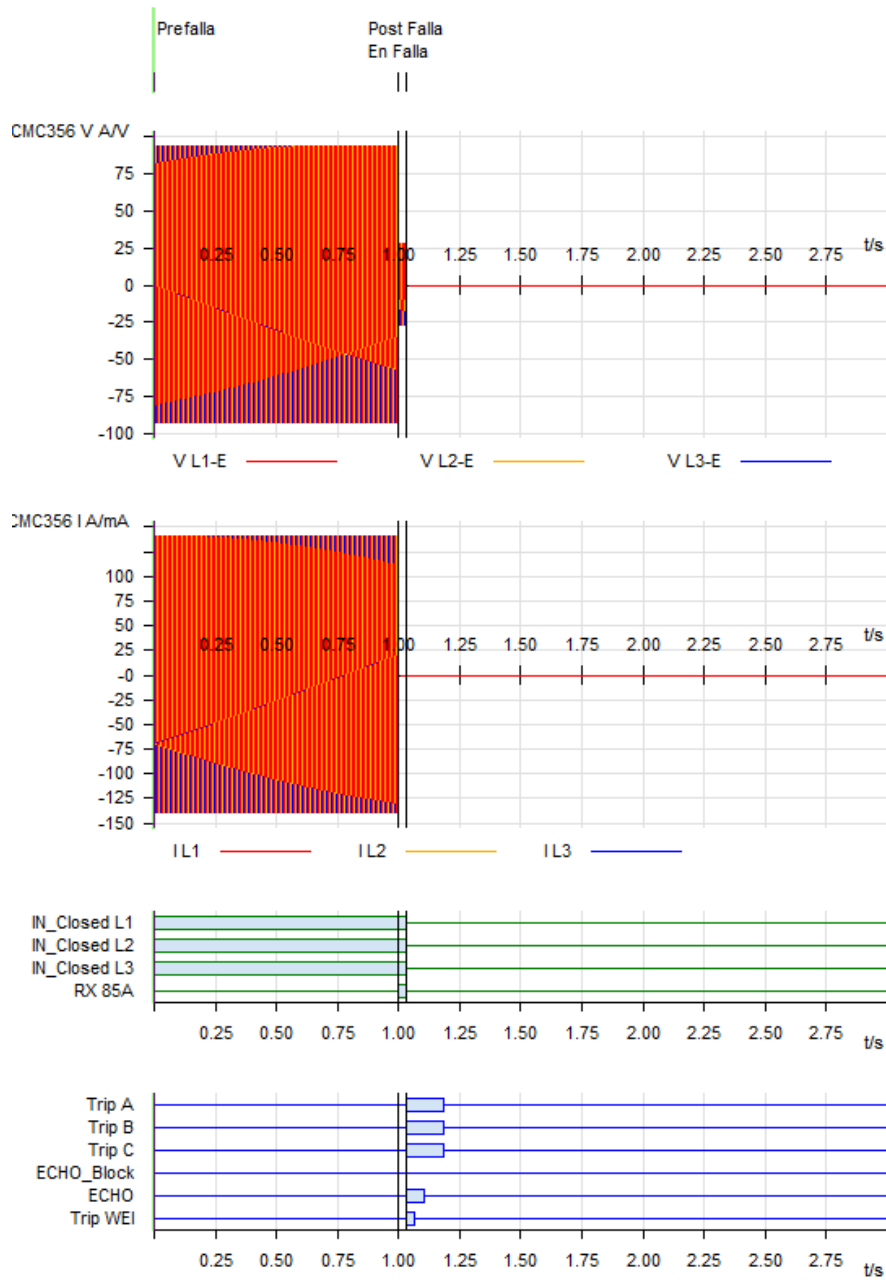 Prefalla
Post Falla
En Falla
CMC356 V A/V
75
50
25
0
-25
-50
-75
-100
0.25 0.50 0.75 1.00 1.25 1.50 1.75 2.00 2.25 2.50 2.75 t/s
V L1-E V L2-E V L3-E
CMC356 I A/mA
100
75
50
25
-0
-25
-50
-75
-100
-125
-150
0.25 0.50 0.75 1.00 1.25 1.50 1.75 2.00 2.25 2.50 2.75 t/s
I L1 I L2 I L3
IN_Closed L1
IN_Closed L2
IN_Closed L3
RX 85A
0.25 0.50 0.75 1.00 1.25 1.50 1.75 2.00 2.25 2.50 2.75 t/s
Trip A
Trip B
Trip C
ECHO_Block
ECHO
Trip WEI
0.25 0.50 0.75 1.00 1.25 1.50 1.75 2.00 2.25 2.50 2.75 t/s